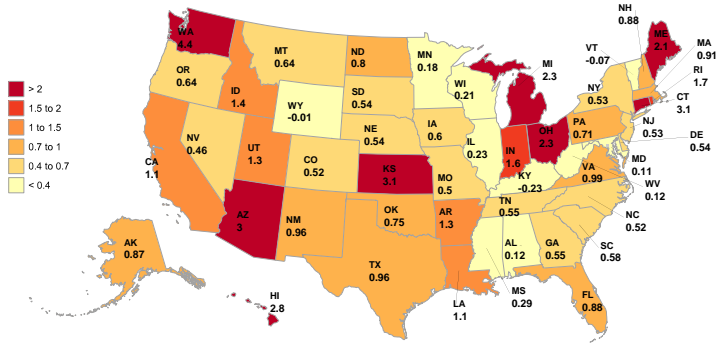 > 2
1.5 to 2
1 to 1.5
0.7 to 1
0.4 to 0.7
< 0.4
WA
4.4
OR
0.64
CA
1.1
NV
0.46
ID
1.4
MT
0.64
WY
-0.01
UT
1.3
AZ
3
CO
0.52
NM
0.96
ND
0.8
SD
0.54
NE
0.54
KS
3.1
OK
0.75
TX
0.96
MN
0.18
IA
0.6
MO
0.5
AR
1.3
LA
1.1
WI
0.21
IL
0.23
MI
2.3
IN
1.6
OH
2.3
KY
-0.23
TN
0.55
MS
0.29
AL
0.12
GA
0.55
FL
0.88
SC
0.58
NC
0.52
VA
0.99
WV
0.12
MD
0.11
DE
0.54
PA
0.71
NJ
0.53
NY
0.53
CT
3.1
RI
1.7
MA
0.91
VT
-0.07
NH
0.88
ME
2.1
AK
0.87
HI
2.8